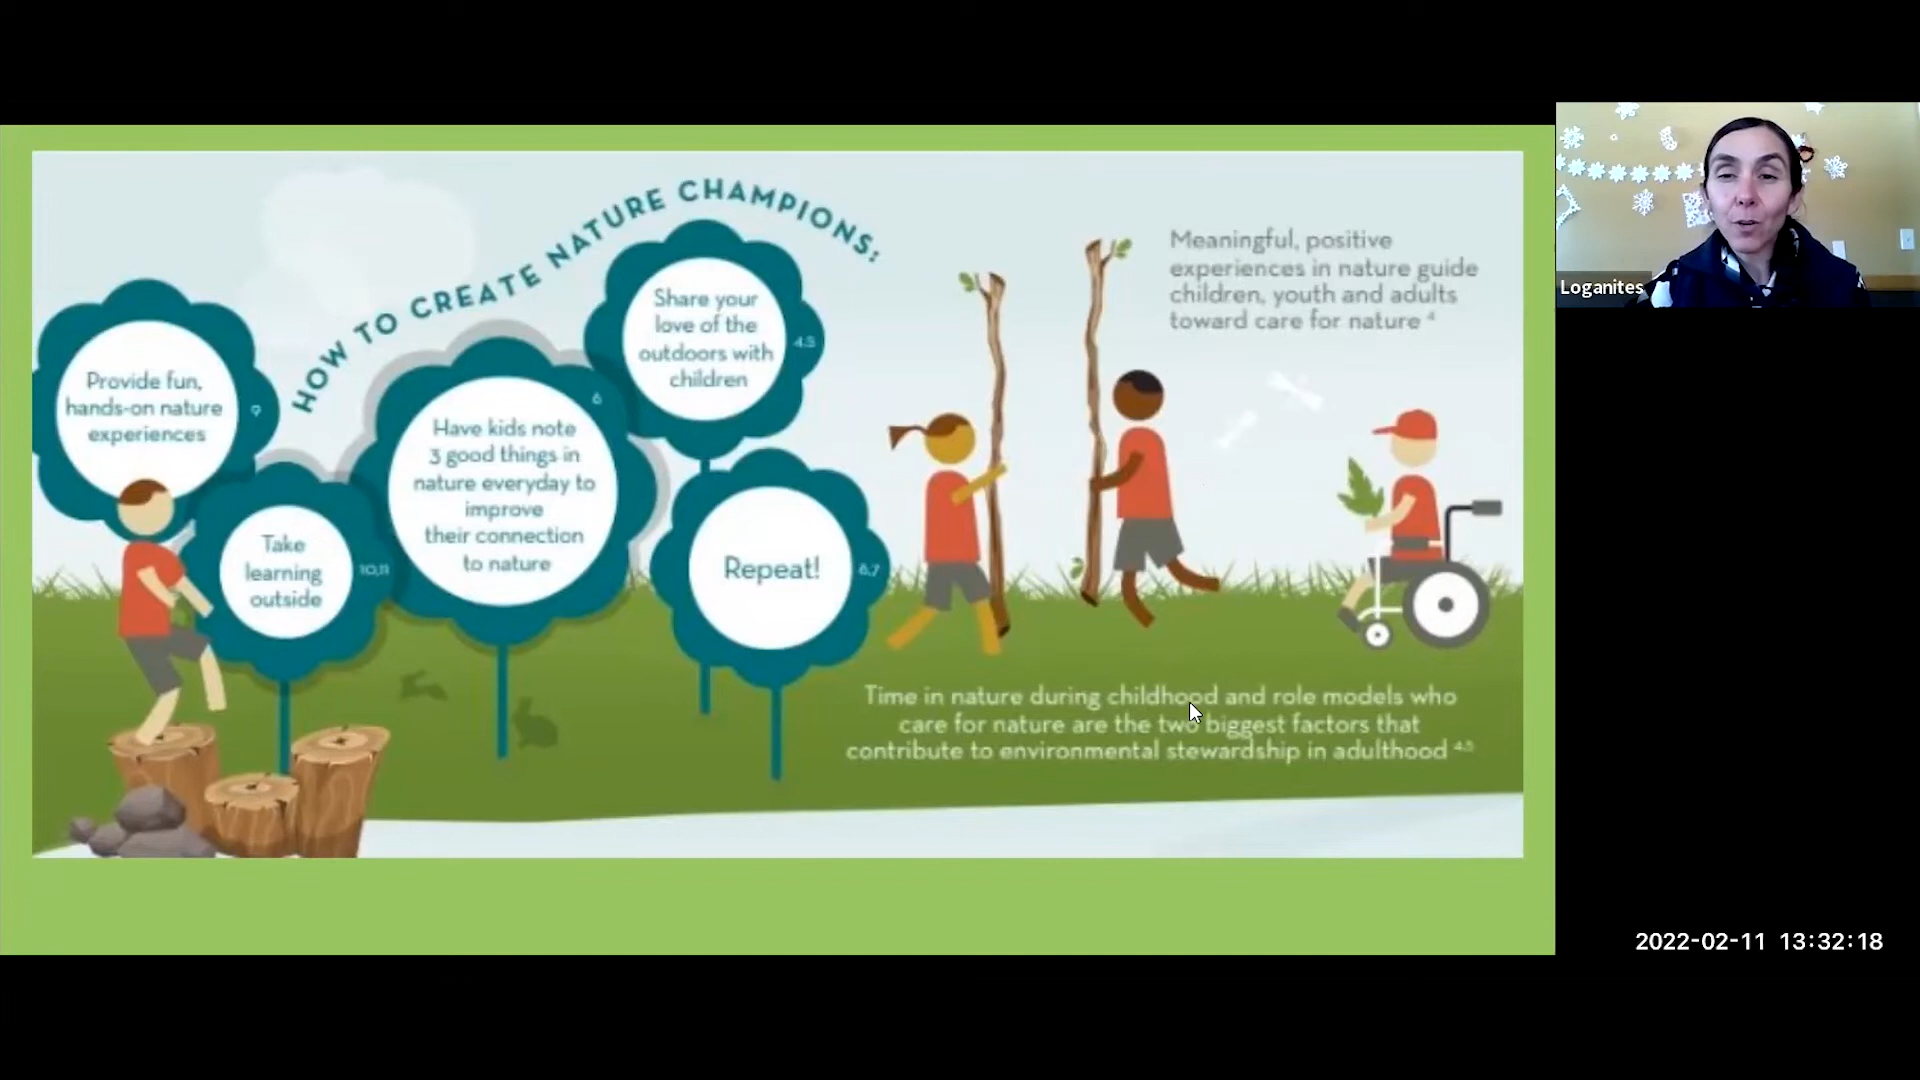 HOW TO CREATE NATURE CHAMPIONS:
Provide fun,
hands-on nature
experiences
9
Take
learning
outside
10,11
Have kids note
3 good things in
nature everyday to
improve
their connection
to nature
6
Share your
love of the
outdoors with
children
4,5
Repeat!
6,7
Meaningful, positive
experiences in nature guide
children, youth and adults
toward care for nature 4
Time in nature during childhood and role models who
care for nature are the two biggest factors that
contribute to environmental stewardship in adulthood 4,5
Loganites
2022-02-11 13:32:18